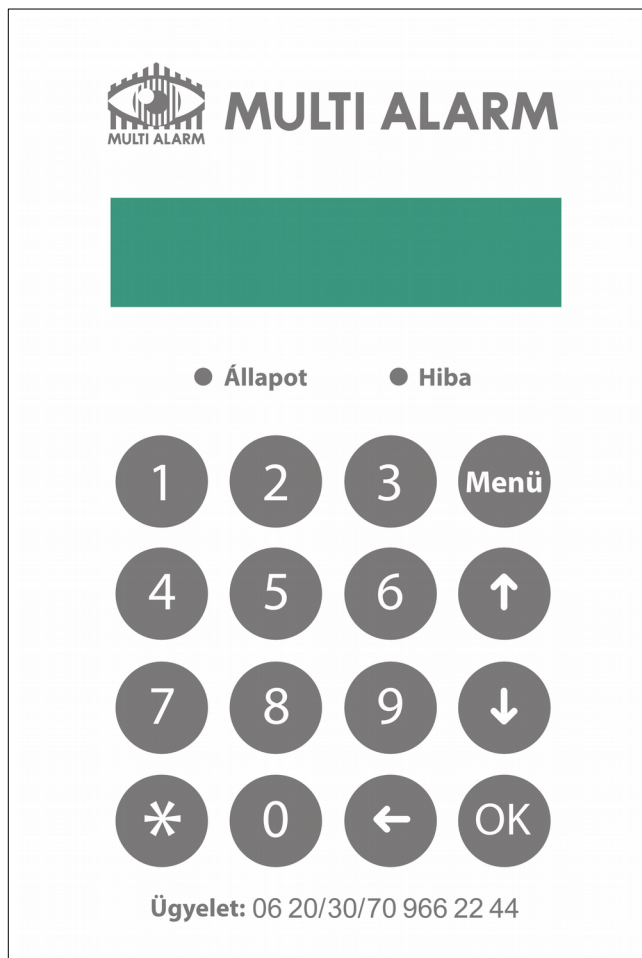 MULTI ALARM
MULTI ALARM
Állapot Hiba
1 2 3 Menü
4 5 6 ↑
7 8 9 ↓
* 0 ← OK
Ügyelet: 06 20/30/70 966 22 44